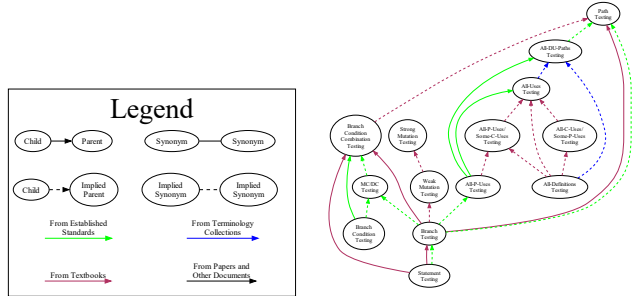 Legend
Child
Parent
Synonym
Synonym
Child
Implied
Parent
Implied
Synonym
Implied
Synonym
From Established
Standards
From Terminology
Collections
From Textbooks
From Papers and
Other Documents
Path
Testing
All-DU-Paths
Testing
All-Uses
Testing
Branch
Condition
Combination
Testing
Strong
Mutation
Testing
All-P-Uses/
Some-C-Uses
Testing
All-C-Uses/
Some-P-Uses
Testing
MC/DC
Testing
Weak
Mutation
Testing
All-P-Uses
Testing
All-Definitions
Testing
Branch
Condition
Testing
Branch
Testing
Statement
Testing